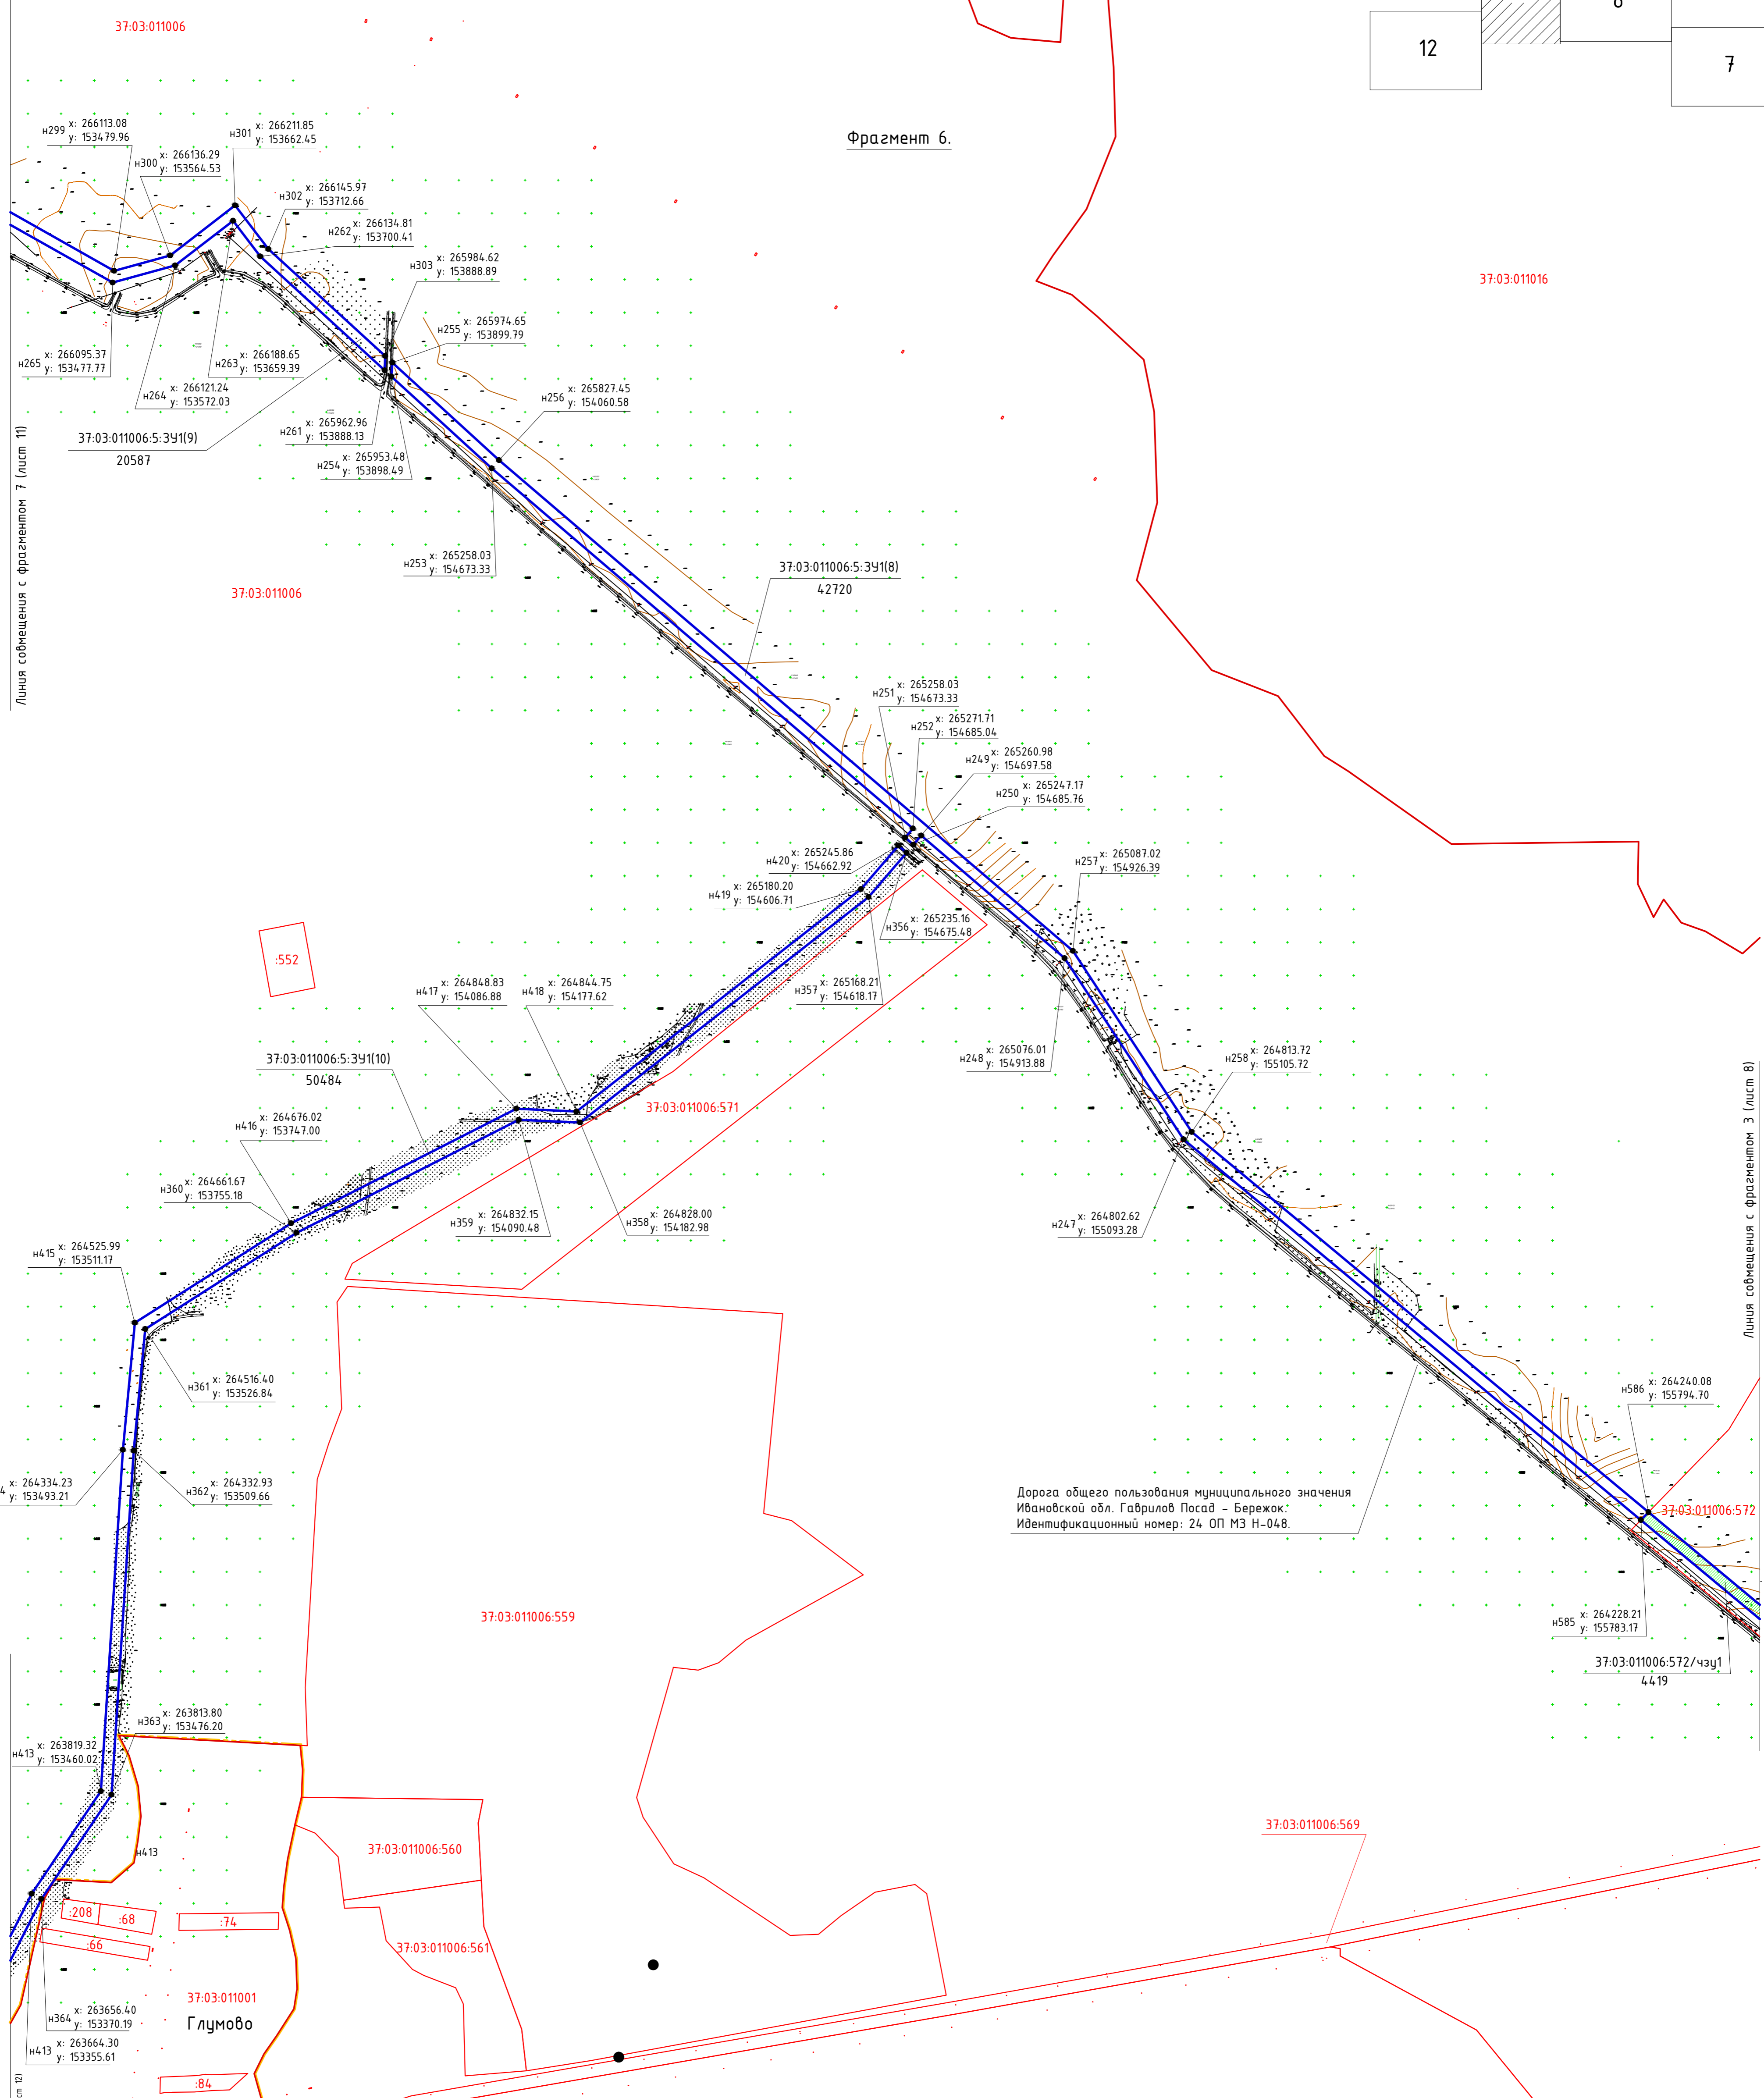 37:03:011006
12
7
Фрагмент 6.
н299 x: 266113.08
y: 153479.96
н300 x: 266136.29
y: 153564.53
н301 x: 266211.85
y: 153662.45
н302 x: 266145.97
y: 153712.66
н262 x: 266134.81
y: 153700.41
н303 x: 265984.62
y: 153888.89
37:03:011016
н255 x: 265974.65
y: 153899.79
н265 x: 266095.37
y: 153477.77
н263 x: 266188.65
y: 153659.39
н264 x: 266121.24
y: 153572.03
н256 x: 265827.45
y: 154060.58
н261 x: 265962.96
y: 153888.13
37:03:011006:5:ЗУ1(9)
20587
н254 x: 265953.48
y: 153898.49
Линия совмещения с фрагментом 7 (лист 11)
н253 x: 265258.03
y: 154673.33
37:03:011006:5:ЗУ1(8)
42720
37:03:011006
н251 x: 265258.03
y: 154673.33
н252 x: 265271.71
y: 154685.04
н249 x: 265260.98
y: 154697.58
н250 x: 265247.17
y: 154685.76
н420 x: 265245.86
y: 154662.92
н257 x: 265087.02
y: 154926.39
н419 x: 265180.20
y: 154606.71
н356 x: 265235.16
y: 154675.48
:552
н417 x: 264848.83
y: 154086.88
н418 x: 264844.75
y: 154177.62
н357 x: 265168.21
y: 154618.17
37:03:011006:5:ЗУ1(10)
50484
н248 x: 265076.01
y: 154913.88
н258 x: 264813.72
y: 155105.72
37:03:011006:571
н416 x: 264676.02
y: 153747.00
н360 x: 264661.67
y: 153755.18
н359 x: 264832.15
y: 154090.48
н358 x: 264828.00
y: 154182.98
н247 x: 264802.62
y: 155093.28
Линия совмещения с фрагментом 3 (лист 8)
н415 x: 264525.99
y: 153511.17
н361 x: 264516.40
y: 153526.84
н586 x: 264240.08
y: 155794.70
4 x: 264334.23
y: 153493.21
н362 x: 264332.93
y: 153509.66
Дорога общего пользования муниципального значения
Ивановской обл. Гаврилов Посад - Бережок.
Идентификационный номер: 24 ОП МЗ Н-048.
37:03:011006:572
37:03:011006:559
н585 x: 264228.21
y: 155783.17
37:03:011006:572/чзу1
4419
н363 x: 263813.80
y: 153476.20
н413 x: 263819.32
y: 153460.02
37:03:011006:569
37:03:011006:560
н413
:208
:68
:74
:66
37:03:011006:561
37:03:011001
Глумово
н364 x: 263656.40
y: 153370.19
н413 x: 263664.30
y: 153355.61
:84
ст 12)